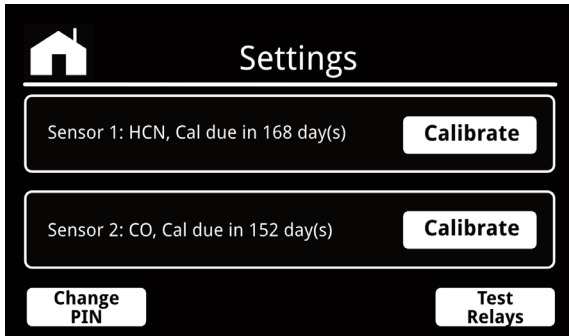 Settings
Sensor 1: HCN, Cal due in 168 day(s)
Calibrate
Sensor 2: CO, Cal due in 152 day(s)
Calibrate
Change
PIN
Test
Relays